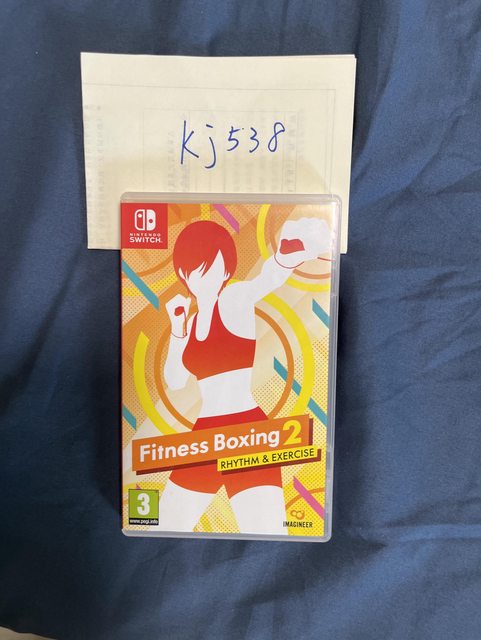 kj538
NINTENDO
SWITCH
Fitness Boxing 2
RHYTHM & EXERCISE
3
www.pegi.info
IMAGINEER